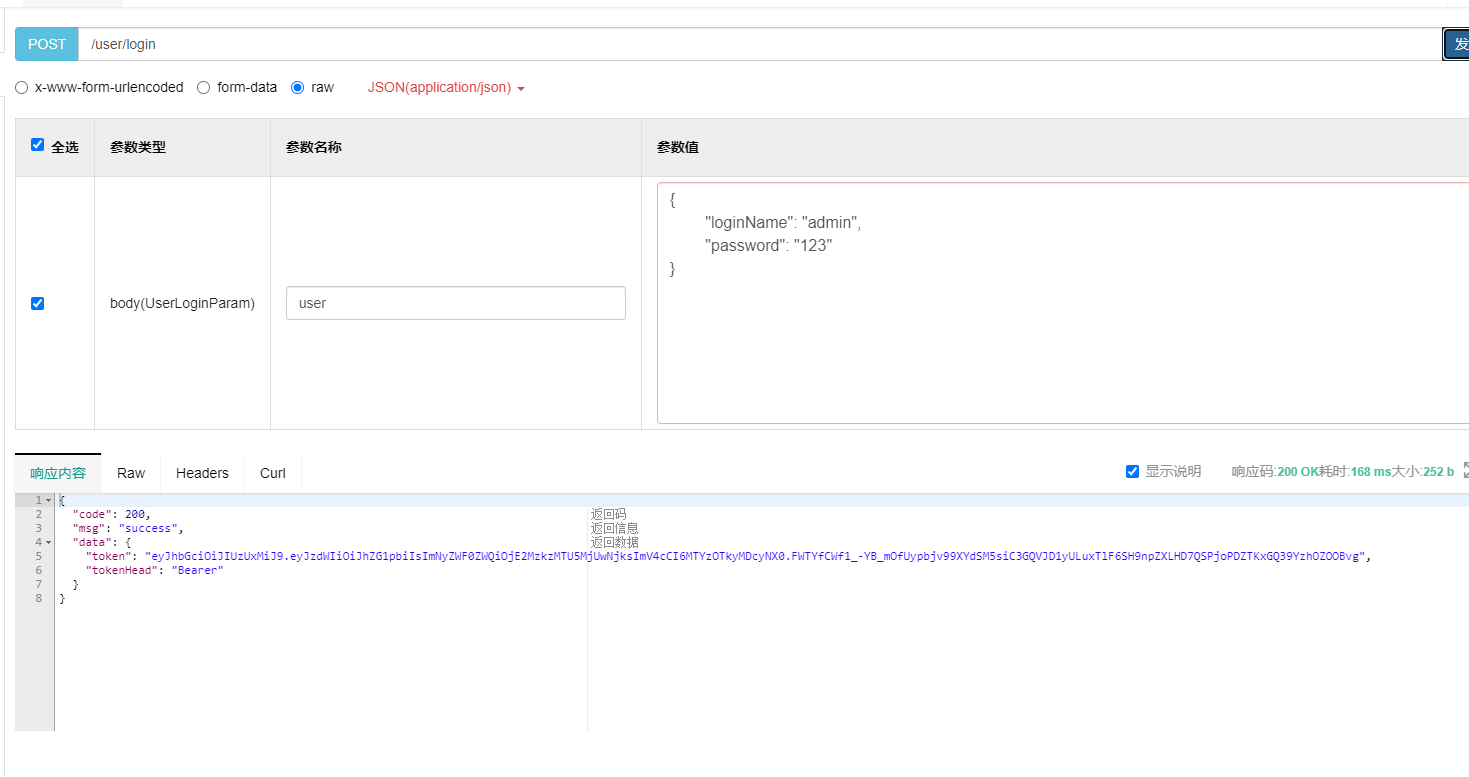 POST /user/login 发
x-www-form-urlencoded form-data raw JSON(application/json)
全选 参数类型 参数名称 参数值
{
"loginName": "admin",
"password": "123"
}
body(UserLoginParam) user
响应内容 Raw Headers Curl 显示说明 响应码:200 OK耗时:168 ms大小:252 b
1 {
2 "code": 200, 返回码
3 "msg": "success", 返回信息
4 "data": { 返回数据
5 "token": "eyJhbGciOiJIUzUxMiJ9.eyJzdWIiOiJhZG1pbiIsImNyZWF0ZWQiOjE2MzkzMTU5MjUwNjksImV4cCI6MTYzOTkyMDcyNX0.FWTYfCWf1_-YB_mOfUypbjv99XYdSM5siC3GQVJD1yULuxTlF6SH9npZXLHD7QSPjoPDZTKxGQ39YzhOZOOBvg",
6 "tokenHead": "Bearer"
7 }
8 }